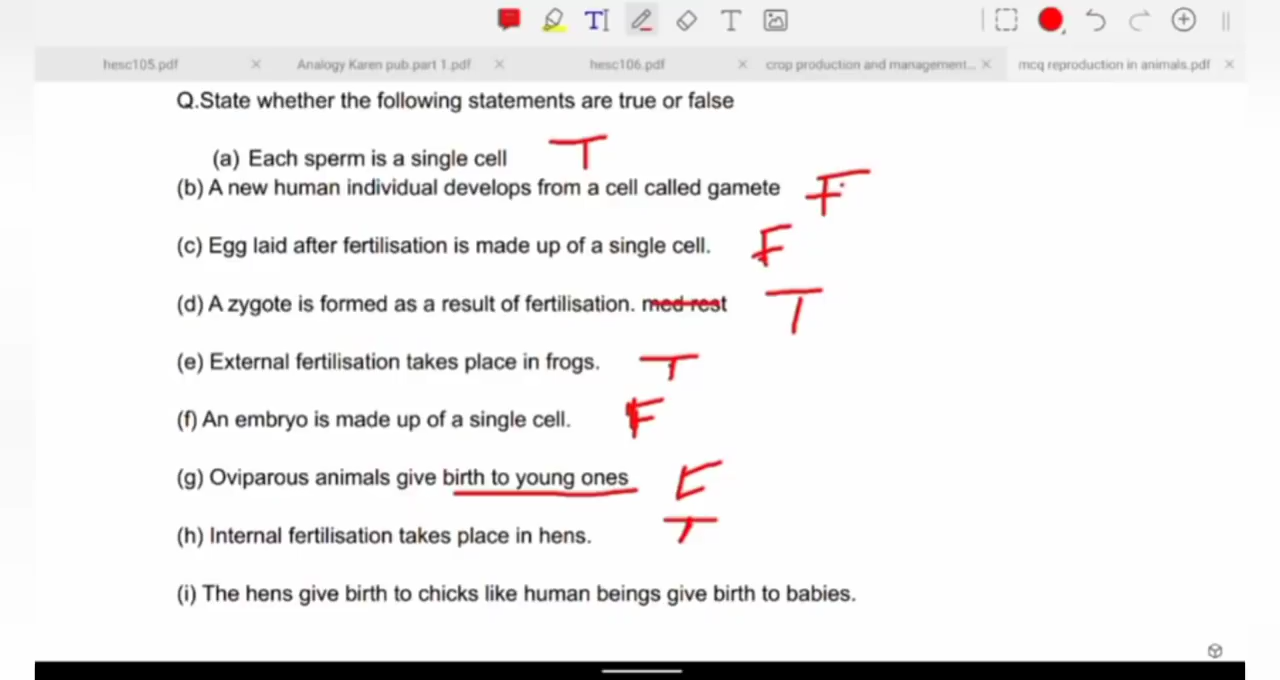 TI T
hesc105.pdf × Analogy Karen pub.part 1.pdf × hesc106.pdf × crop production and management... × mcq reproduction in animals.pdf ×
Q.State whether the following statements are true or false
(a) Each sperm is a single cell T
(b) A new human individual develops from a cell called gamete F
(c) Egg laid after fertilisation is made up of a single cell. F
(d) A zygote is formed as a result of fertilisation. med rest T
(e) External fertilisation takes place in frogs. T
(f) An embryo is made up of a single cell. F
(g) Oviparous animals give birth to young ones F
(h) Internal fertilisation takes place in hens. T
(i) The hens give birth to chicks like human beings give birth to babies.